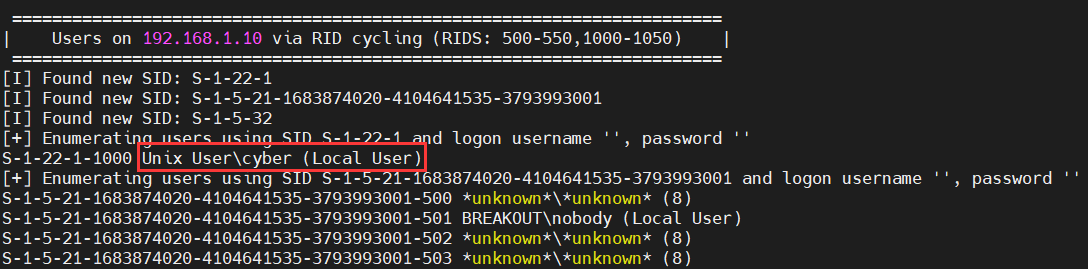 =====================================================================
|    Users on 192.168.1.10 via RID cycling (RIDS: 500-550,1000-1050)    |
=====================================================================
[I] Found new SID: S-1-22-1
[I] Found new SID: S-1-5-21-1683874020-4104641535-3793993001
[I] Found new SID: S-1-5-32
[+] Enumerating users using SID S-1-22-1 and logon username '', password ''
S-1-22-1-1000 Unix User\cyber (Local User)
[+] Enumerating users using SID S-1-5-21-1683874020-4104641535-3793993001 and logon username '', password ''
S-1-5-21-1683874020-4104641535-3793993001-500 *unknown*\*unknown* (8)
S-1-5-21-1683874020-4104641535-3793993001-501 BREAKOUT\nobody (Local User)
S-1-5-21-1683874020-4104641535-3793993001-502 *unknown*\*unknown* (8)
S-1-5-21-1683874020-4104641535-3793993001-503 *unknown*\*unknown* (8)